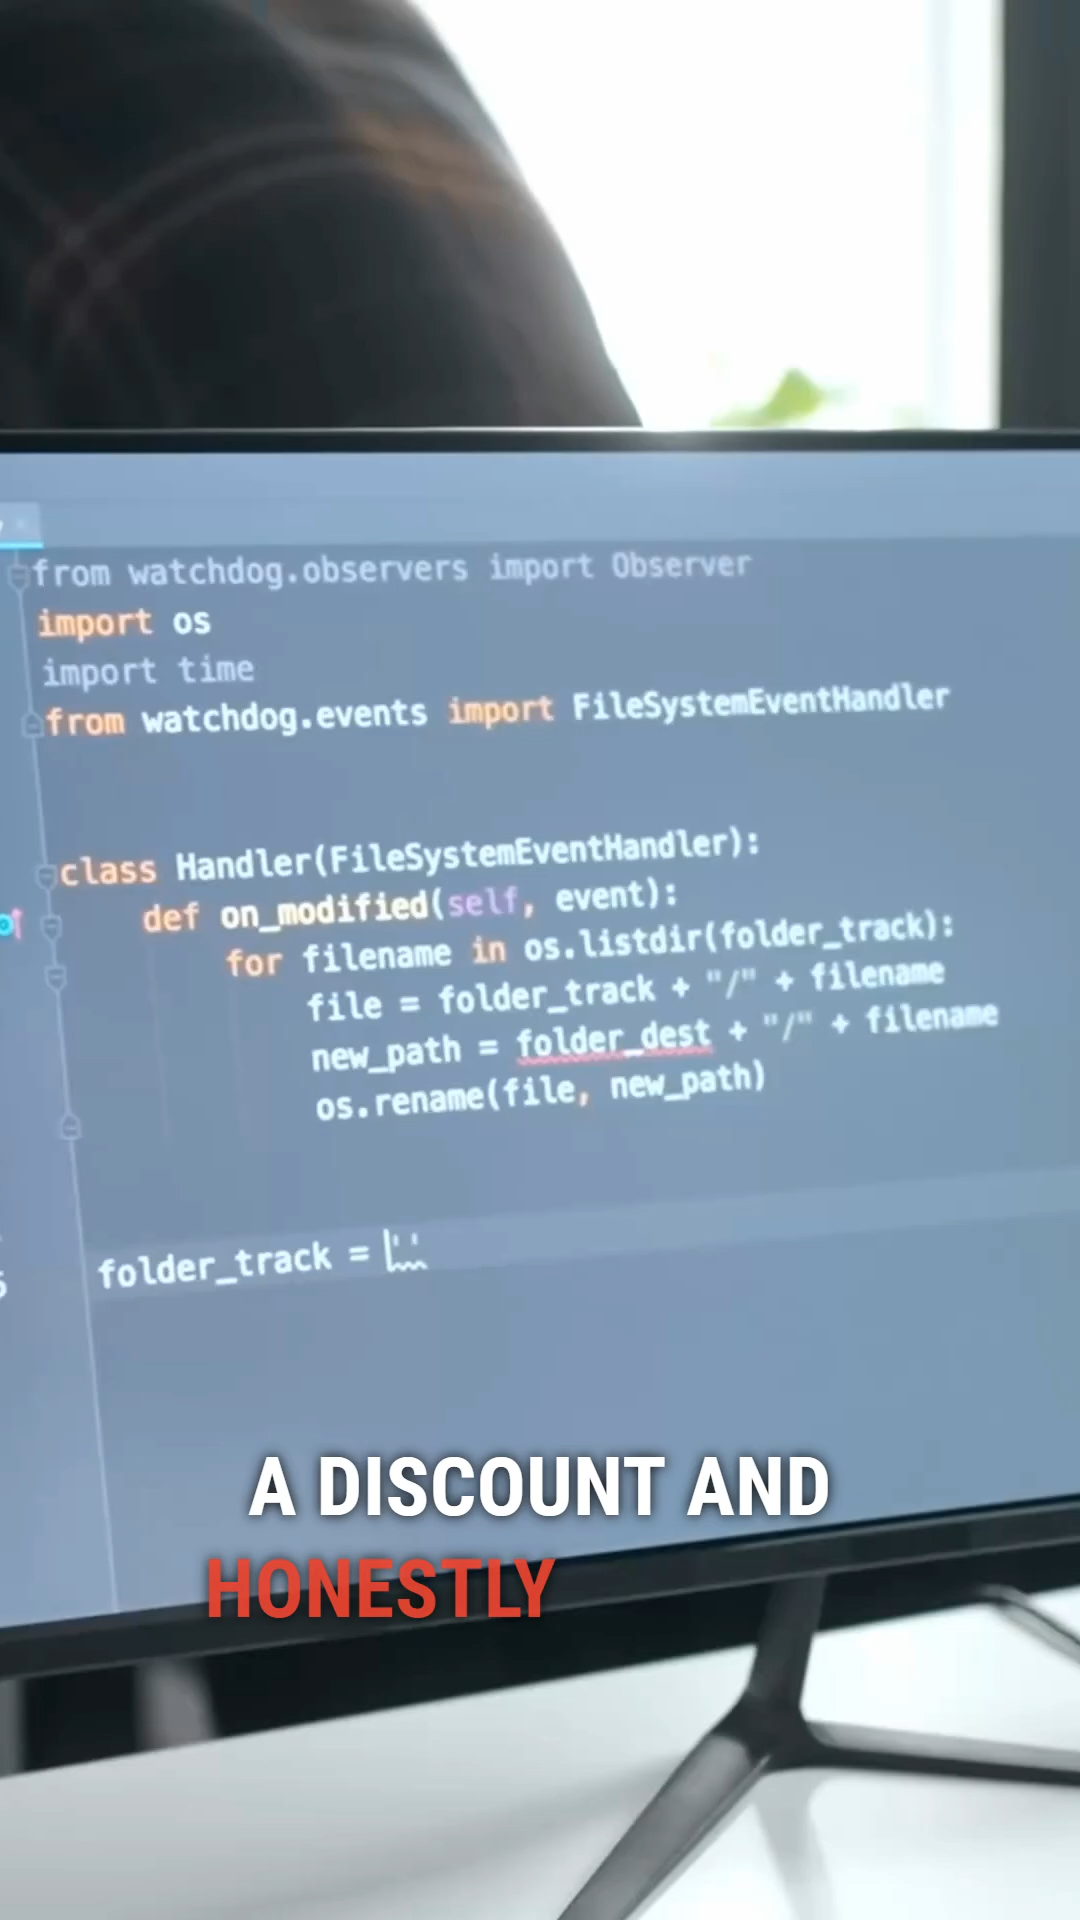 from watchdog.observers import Observer
import os
import time
from watchdog.events import FileSystemEventHandler
class Handler(FileSystemEventHandler):
def on_modified(self, event):
for filename in os.listdir(folder_track):
file = folder_track + "/" + filename
new_path = folder_dest + "/" + filename
os.rename(file, new_path)
folder_track = ''
A DISCOUNT AND
HONESTLY